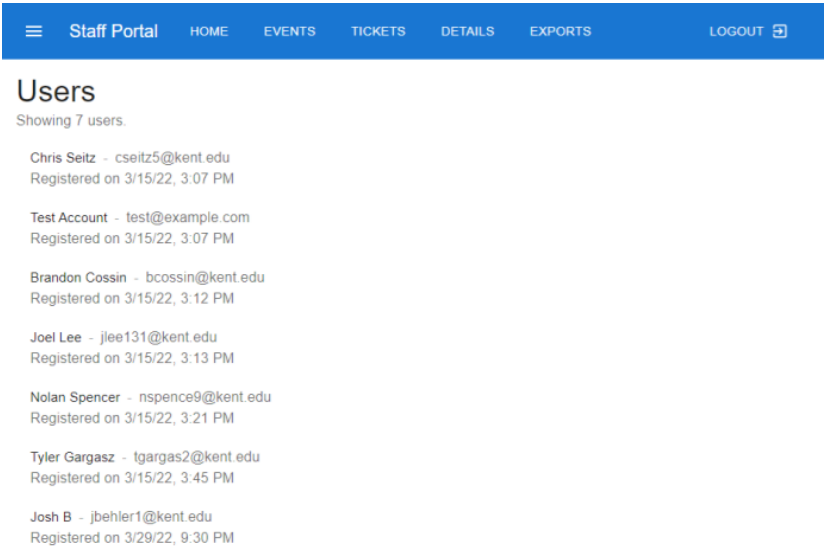 Staff Portal HOME EVENTS TICKETS DETAILS EXPORTS LOGOUT
Users
Showing 7 users.
Chris Seitz - cseitz5@kent.edu
Registered on 3/15/22, 3:07 PM
Test Account - test@example.com
Registered on 3/15/22, 3:07 PM
Brandon Cossin - bcossin@kent.edu
Registered on 3/15/22, 3:12 PM
Joel Lee - jlee131@kent.edu
Registered on 3/15/22, 3:13 PM
Nolan Spencer - nspence9@kent.edu
Registered on 3/15/22, 3:21 PM
Tyler Gargasz - tgargas2@kent.edu
Registered on 3/15/22, 3:45 PM
Josh B - jbehler1@kent.edu
Registered on 3/29/22, 9:30 PM